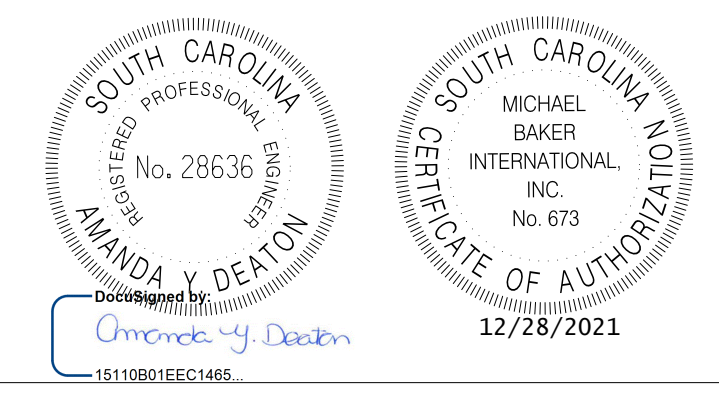 SOUTH CAROLINA
REGISTERED PROFESSIONAL ENGINEER
No. 28636
AMANDA Y DEATON
DocuSigned by:
Amanda Y. Deaton
15110B01EEC1465...
SOUTH CAROLINA
CERTIFICATE OF AUTHORIZATION
MICHAEL
BAKER
INTERNATIONAL,
INC.
No. 673
12/28/2021